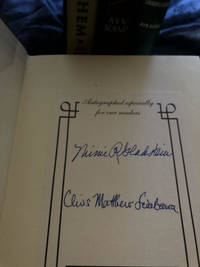 AYN
RAND
Autographed especially
for our readers
Mimi R Gladstein
Chris Matthew Sciabarra